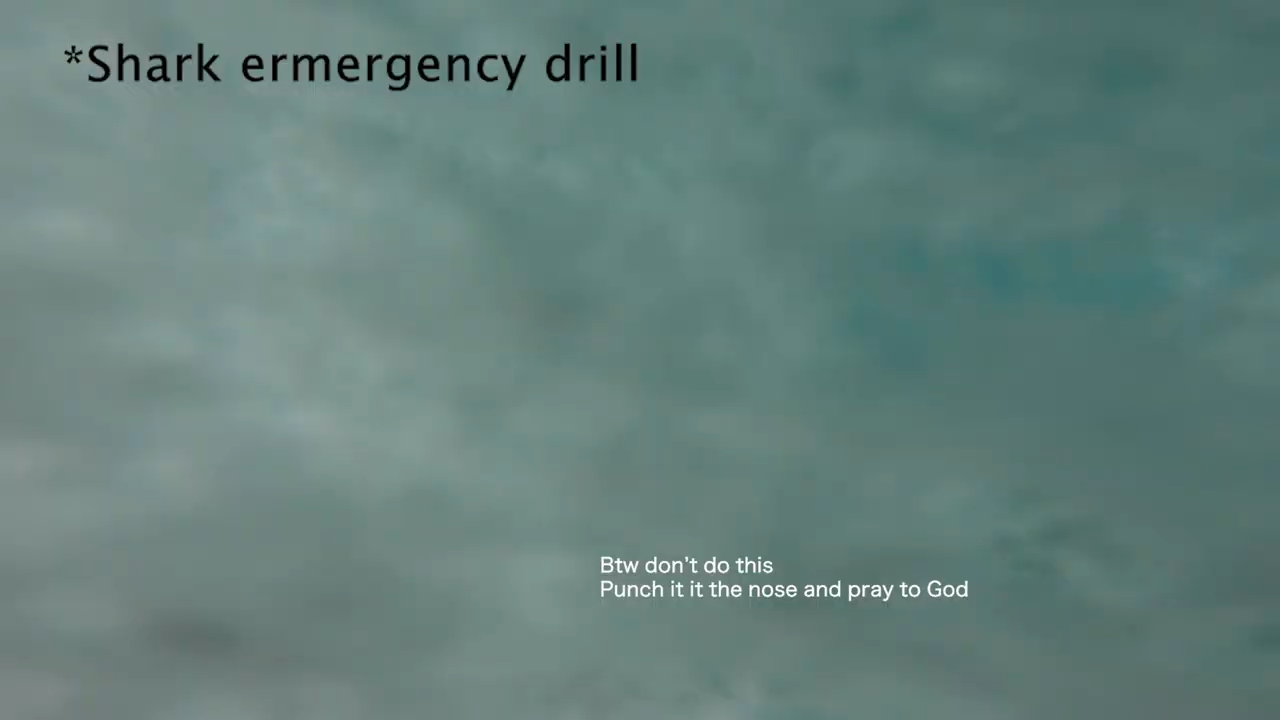 *Shark ermergency drill
Btw don't do this
Punch it it the nose and pray to God